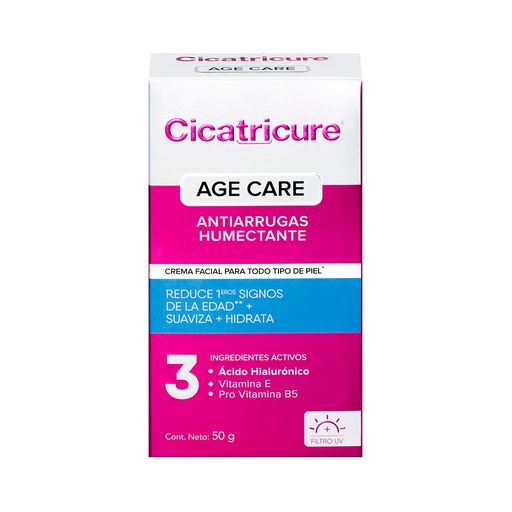 Cicatricure®
AGE CARE
Cicatricure®
AGE CARE
ANTIARRUGAS
HUMECTANTE
CREMA FACIAL PARA TODO TIPO DE PIEL*
REDUCE 1EROS SIGNOS
DE LA EDAD** +
SUAVIZA + HIDRATA
3 INGREDIENTES ACTIVOS
• Ácido Hialurónico
• Vitamina E
• Pro Vitamina B5
Cont. Neto: 50 g
FILTRO UV